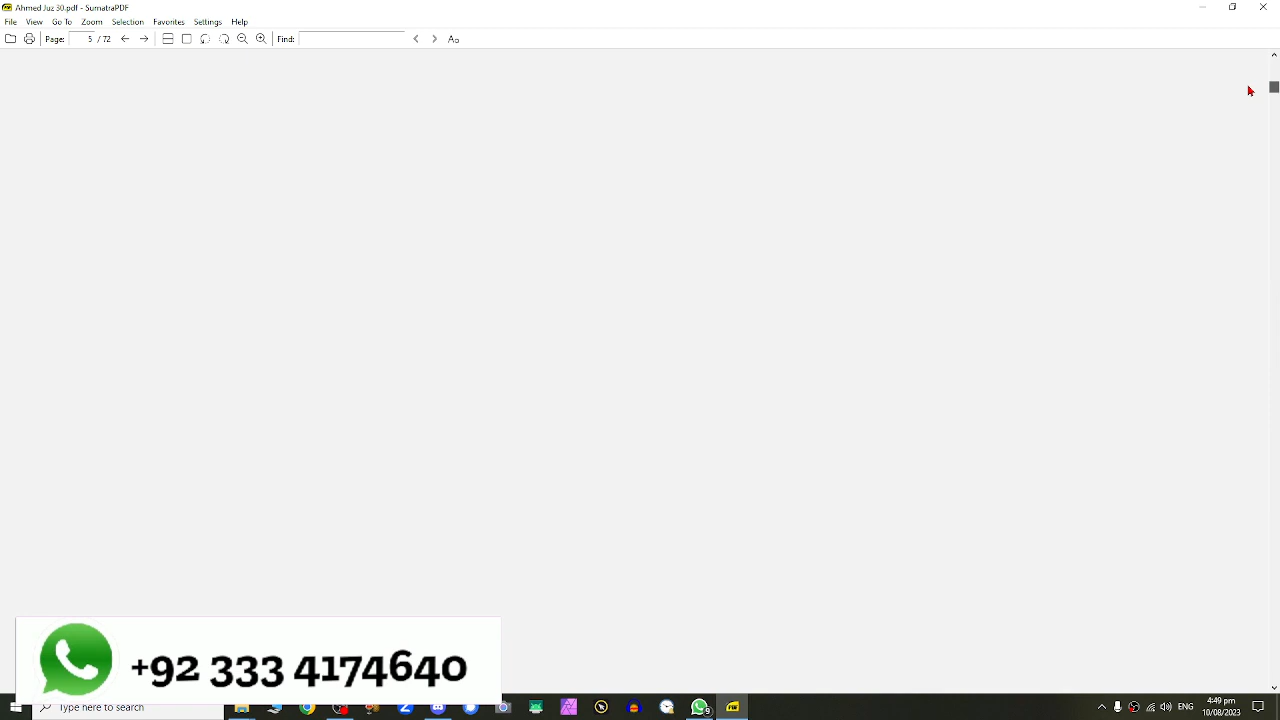 Ahmed Juz 30.pdf - SumatraPDF
File View Go To Zoom Selection Favorites Settings Help
Page: 5 / 72 Find:
+92 333 4174640
Type here to search
ENG
4:49 pm
10/08/2023